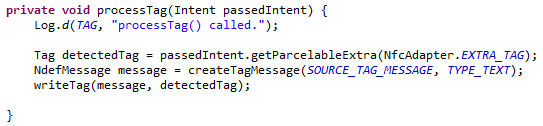 private void processTag(Intent passedIntent) {
    Log.d(TAG, "processTag() called.");

    Tag detectedTag = passedIntent.getParcelableExtra(NfcAdapter.EXTRA_TAG);
    NdefMessage message = createTagMessage(SOURCE_TAG_MESSAGE, TYPE_TEXT);
    writeTag(message, detectedTag);

}